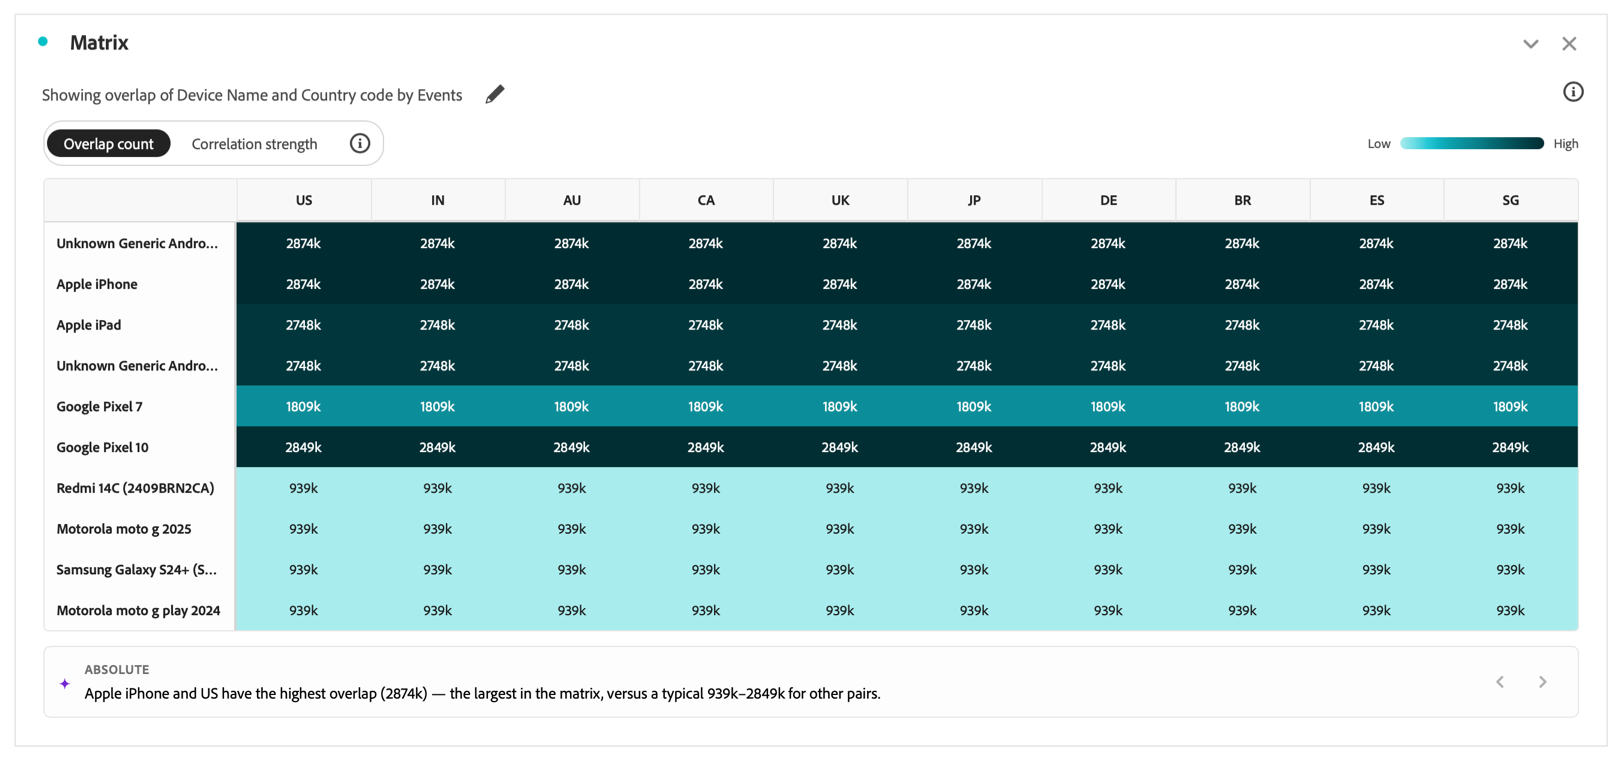 Matrix
Showing overlap of Device Name and Country code by Events
Overlap count Correlation strength
Low High
US IN AU CA UK JP DE BR ES SG
Unknown Generic Andro... 2874k 2874k 2874k 2874k 2874k 2874k 2874k 2874k 2874k 2874k
Apple iPhone 2874k 2874k 2874k 2874k 2874k 2874k 2874k 2874k 2874k 2874k
Apple iPad 2748k 2748k 2748k 2748k 2748k 2748k 2748k 2748k 2748k 2748k
Unknown Generic Andro... 2748k 2748k 2748k 2748k 2748k 2748k 2748k 2748k 2748k 2748k
Google Pixel 7 1809k 1809k 1809k 1809k 1809k 1809k 1809k 1809k 1809k 1809k
Google Pixel 10 2849k 2849k 2849k 2849k 2849k 2849k 2849k 2849k 2849k 2849k
Redmi 14C (2409BRN2CA) 939k 939k 939k 939k 939k 939k 939k 939k 939k 939k
Motorola moto g 2025 939k 939k 939k 939k 939k 939k 939k 939k 939k 939k
Samsung Galaxy S24+ (S... 939k 939k 939k 939k 939k 939k 939k 939k 939k 939k
Motorola moto g play 2024 939k 939k 939k 939k 939k 939k 939k 939k 939k 939k
ABSOLUTE
Apple iPhone and US have the highest overlap (2874k) — the largest in the matrix, versus a typical 939k–2849k for other pairs.